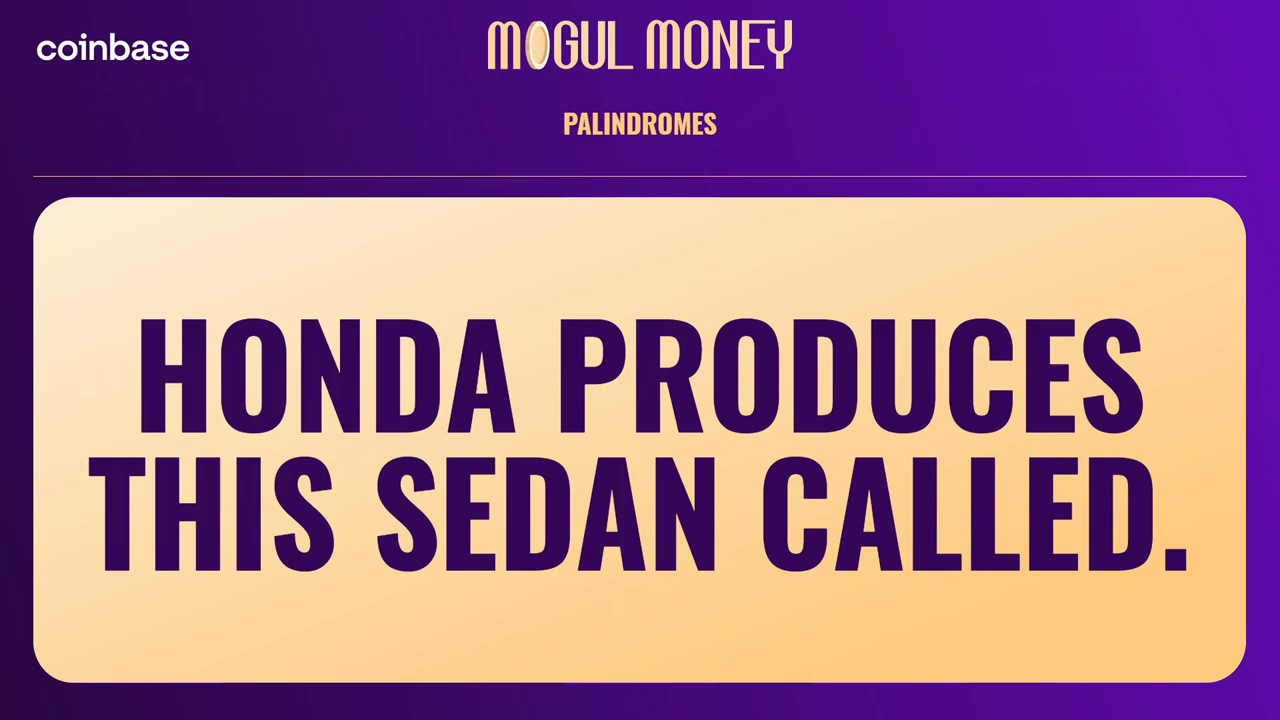 coinbase
MOGUL MONEY
PALINDROMES
HONDA PRODUCES
THIS SEDAN CALLED.